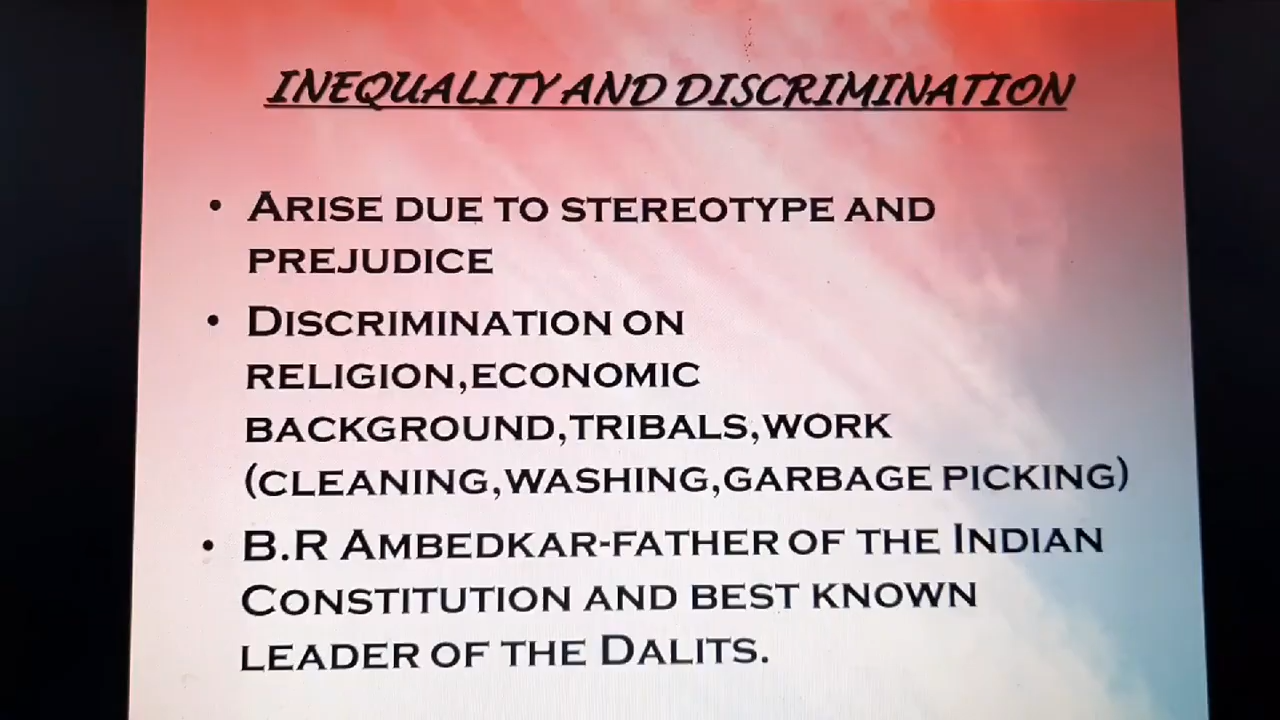 INEQUALITY AND DISCRIMINATION
• ARISE DUE TO STEREOTYPE AND
PREJUDICE
• DISCRIMINATION ON
RELIGION,ECONOMIC
BACKGROUND,TRIBALS,WORK
(CLEANING,WASHING,GARBAGE PICKING)
• B.R AMBEDKAR-FATHER OF THE INDIAN
CONSTITUTION AND BEST KNOWN
LEADER OF THE DALITS.